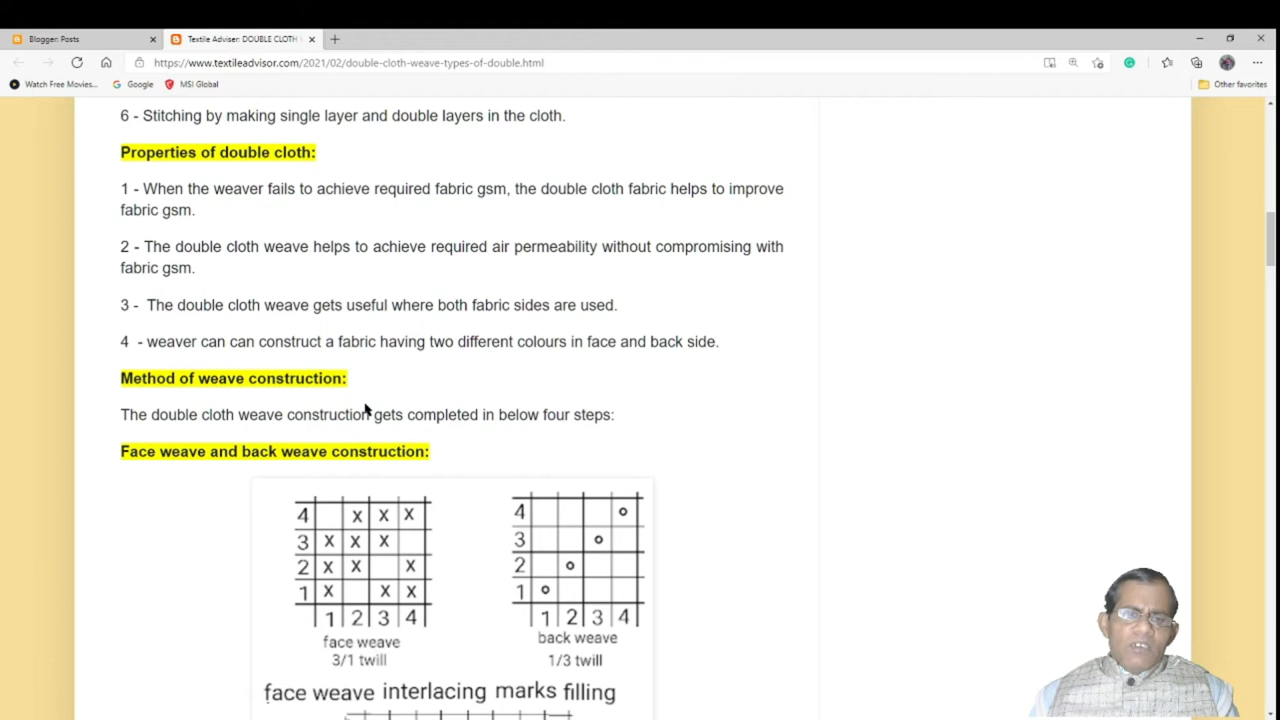 Blogger: Posts
Textile Adviser: DOUBLE CLOTH
https://www.textileadvisor.com/2021/02/double-cloth-weave-types-of-double.html
Watch Free Movies...
Google
MSI Global
Other favorites
6 - Stitching by making single layer and double layers in the cloth.
Properties of double cloth:
1 - When the weaver fails to achieve required fabric gsm, the double cloth fabric helps to improve
fabric gsm.
2 - The double cloth weave helps to achieve required air permeability without compromising with
fabric gsm.
3 - The double cloth weave gets useful where both fabric sides are used.
4 - weaver can can construct a fabric having two different colours in face and back side.
Method of weave construction:
The double cloth weave construction gets completed in below four steps:
Face weave and back weave construction:
4 x x x
3 x x x
2 x x x
1 x x x
1 2 3 4
face weave
3/1 twill
4 o
3 o
2 o
1 o
1 2 3 4
back weave
1/3 twill
face weave interlacing marks filling